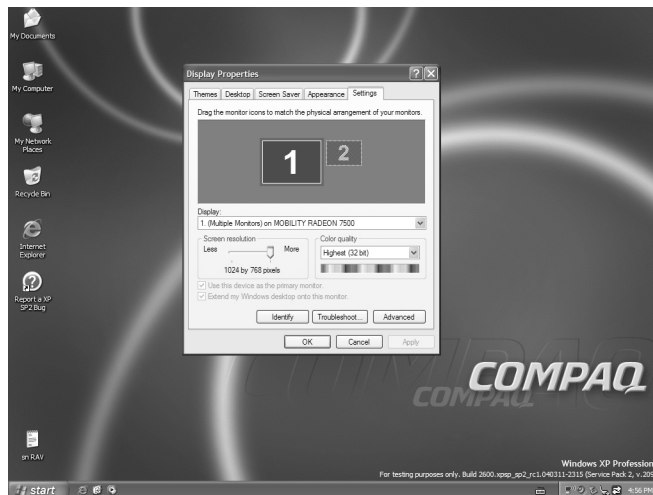 My Documents
My Computer
My Network
Places
Recycle Bin
Internet
Explorer
Report a XP
SP2 Bug
sn RAV
Display Properties
Themes Desktop Screen Saver Appearance Settings
Drag the monitor icons to match the physical arrangement of your monitors.
1 2
Display:
1. (Multiple Monitors) on MOBILITY RADEON 7500
Screen resolution
Less More
1024 by 768 pixels
Color quality
Highest (32 bit)
Use this device as the primary monitor.
Extend my Windows desktop onto this monitor.
Identify Troubleshoot... Advanced
OK Cancel Apply
COMPAQ
COMPAQ
Windows XP Profession
For testing purposes only. Build 2600.xpsp_sp2_rc1.040311-2315 (Service Pack 2, v.209
start
4:56 PM